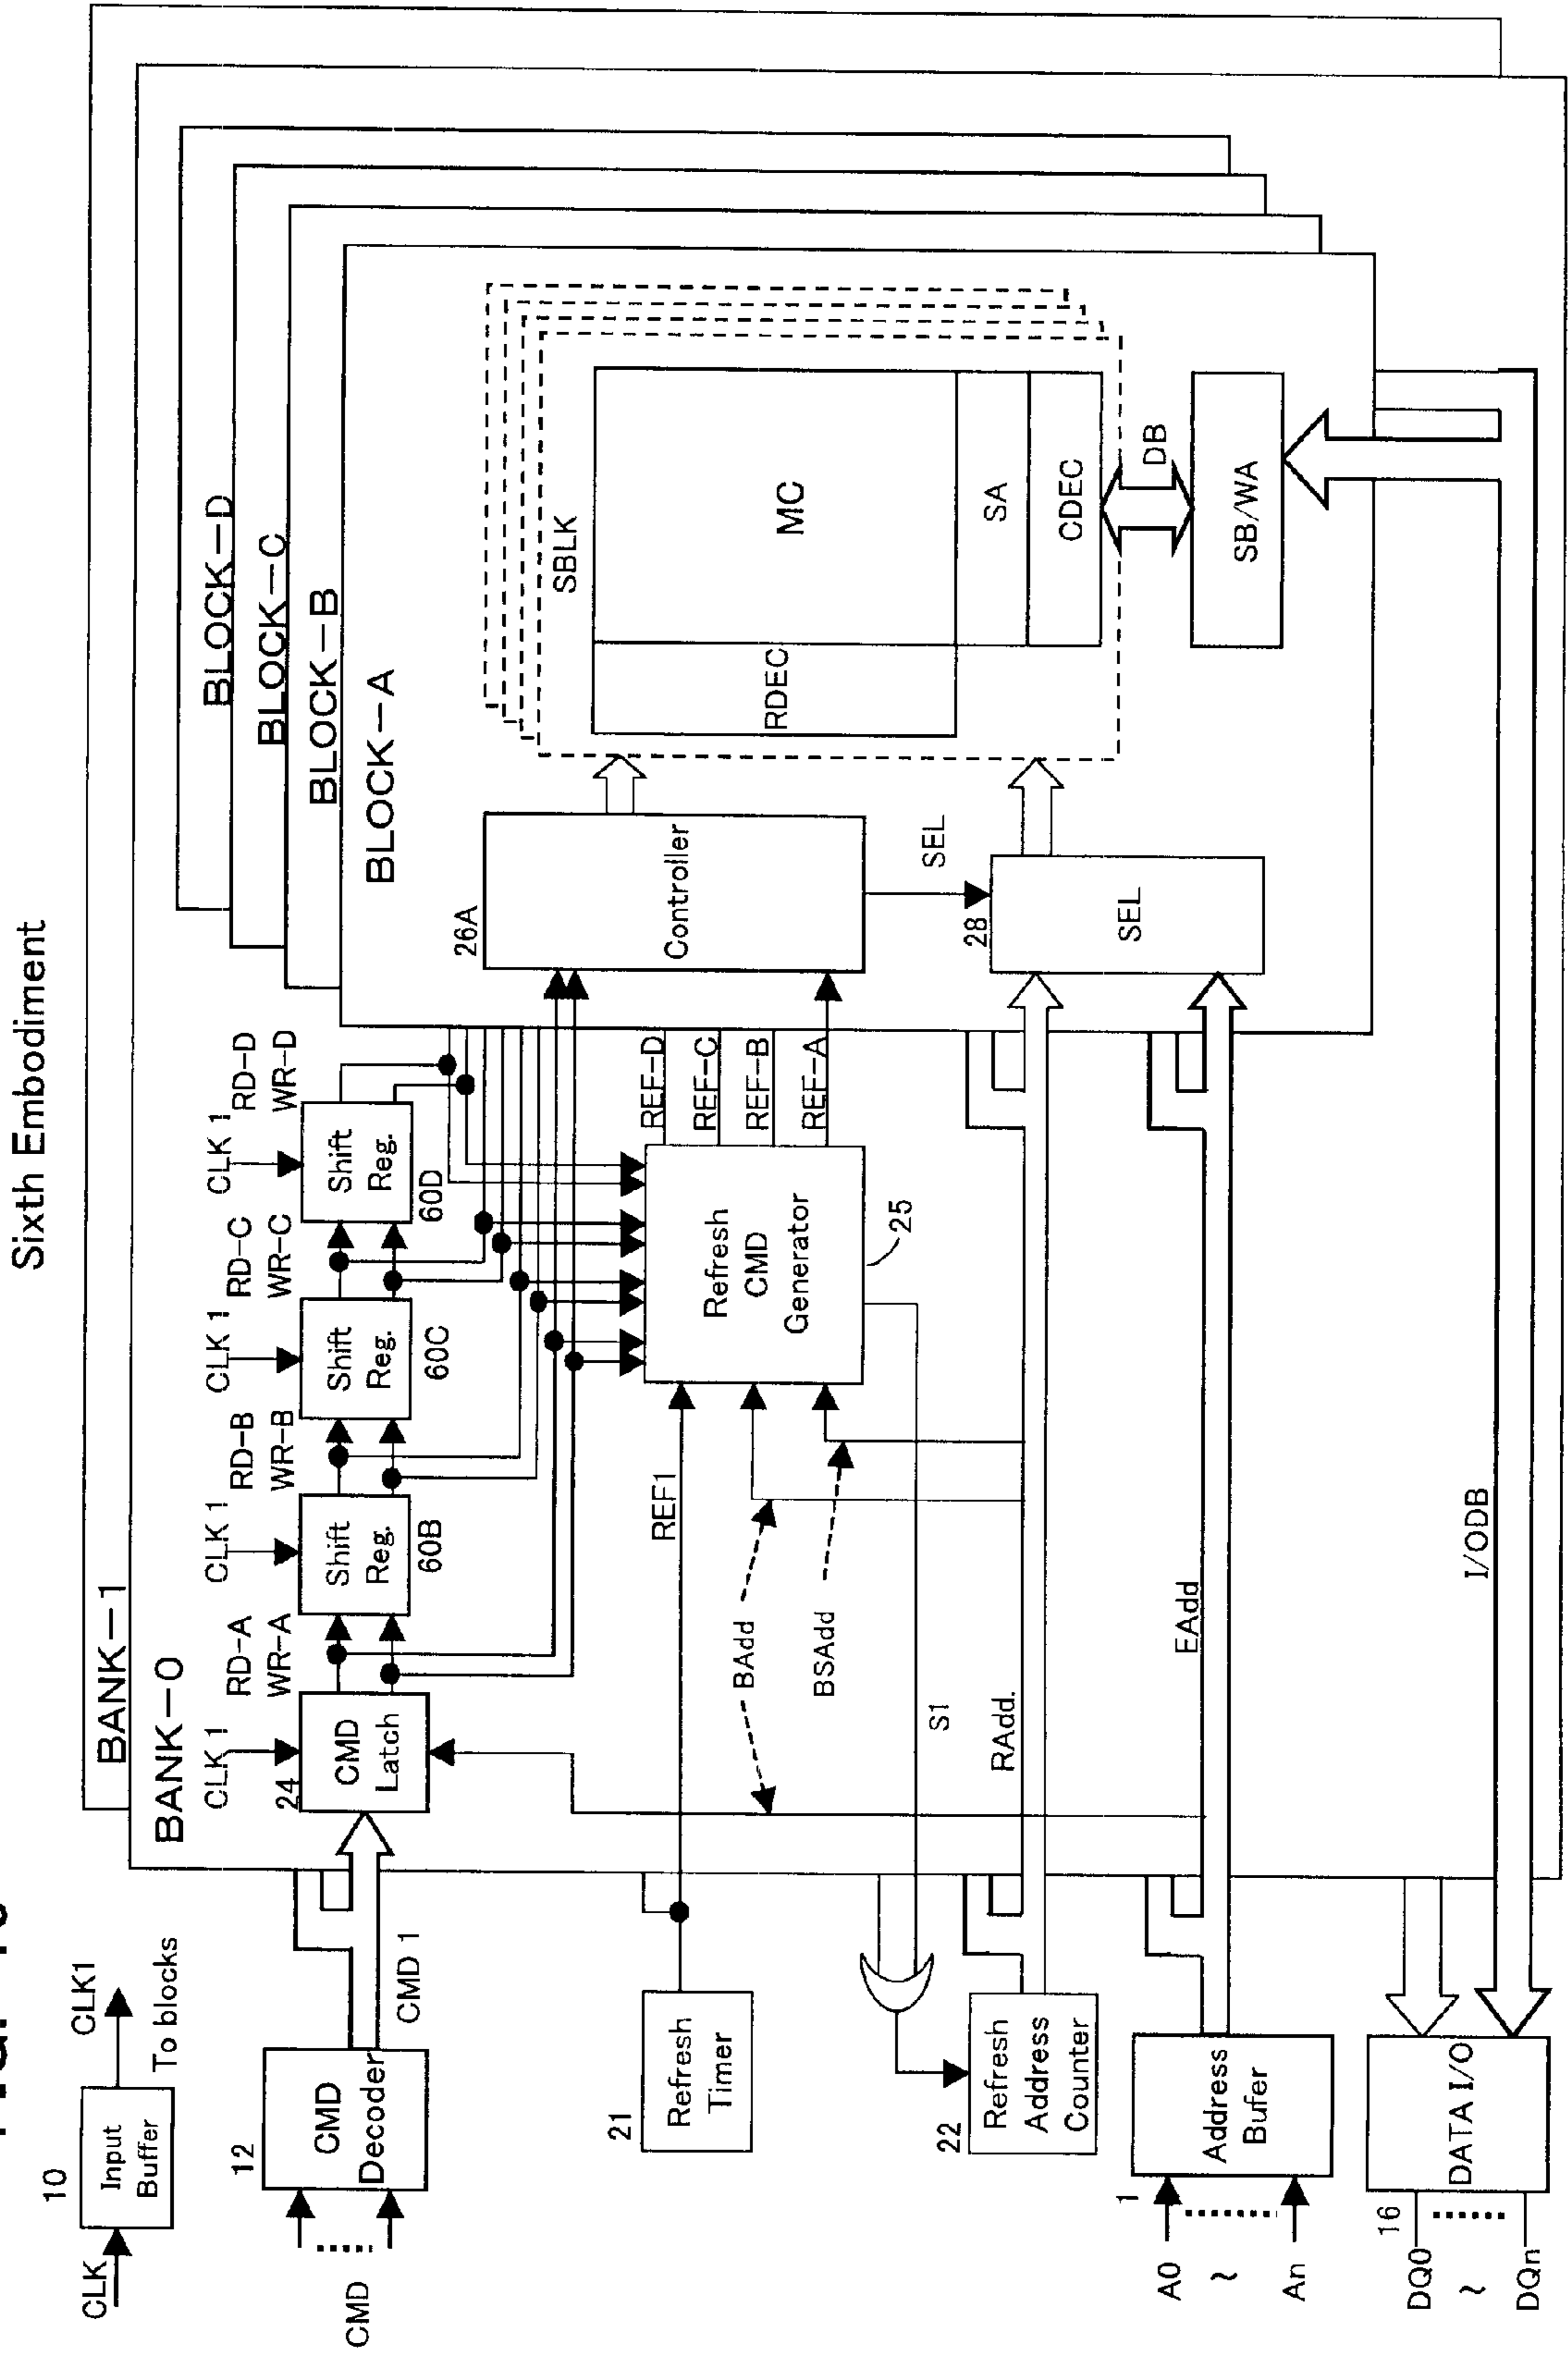 Sixth Embodiment
BANK-1
BANK-0
BLOCK-D
BLOCK-C
BLOCK-B
BLOCK-A
10
CLK
Input
Buffer
CLK1
To blocks
12
CMD
CMD
Decoder
CMD 1
CLK 1
24
CMD
Latch
RD-A
WR-A
CLK 1
Shift
Reg.
60B
RD-B
WR-B
CLK 1
Shift
Reg.
60C
RD-C
WR-C
CLK 1
Shift
Reg.
60D
RD-D
WR-D
21
Refresh
Timer
REF1
BAdd
BSAdd
Refresh
CMD
Generator
25
REF-D
REF-C
REF-B
REF-A
26A
Controller
SEL
28
SEL
SBLK
RDEC
MC
SA
CDEC
DB
SB/WA
S1
22
Refresh
Address
Counter
RAdd.
1
A0
~
An
Address
Bufer
EAdd
16
DQ0
~
DQn
DATA I/O
I/ODB